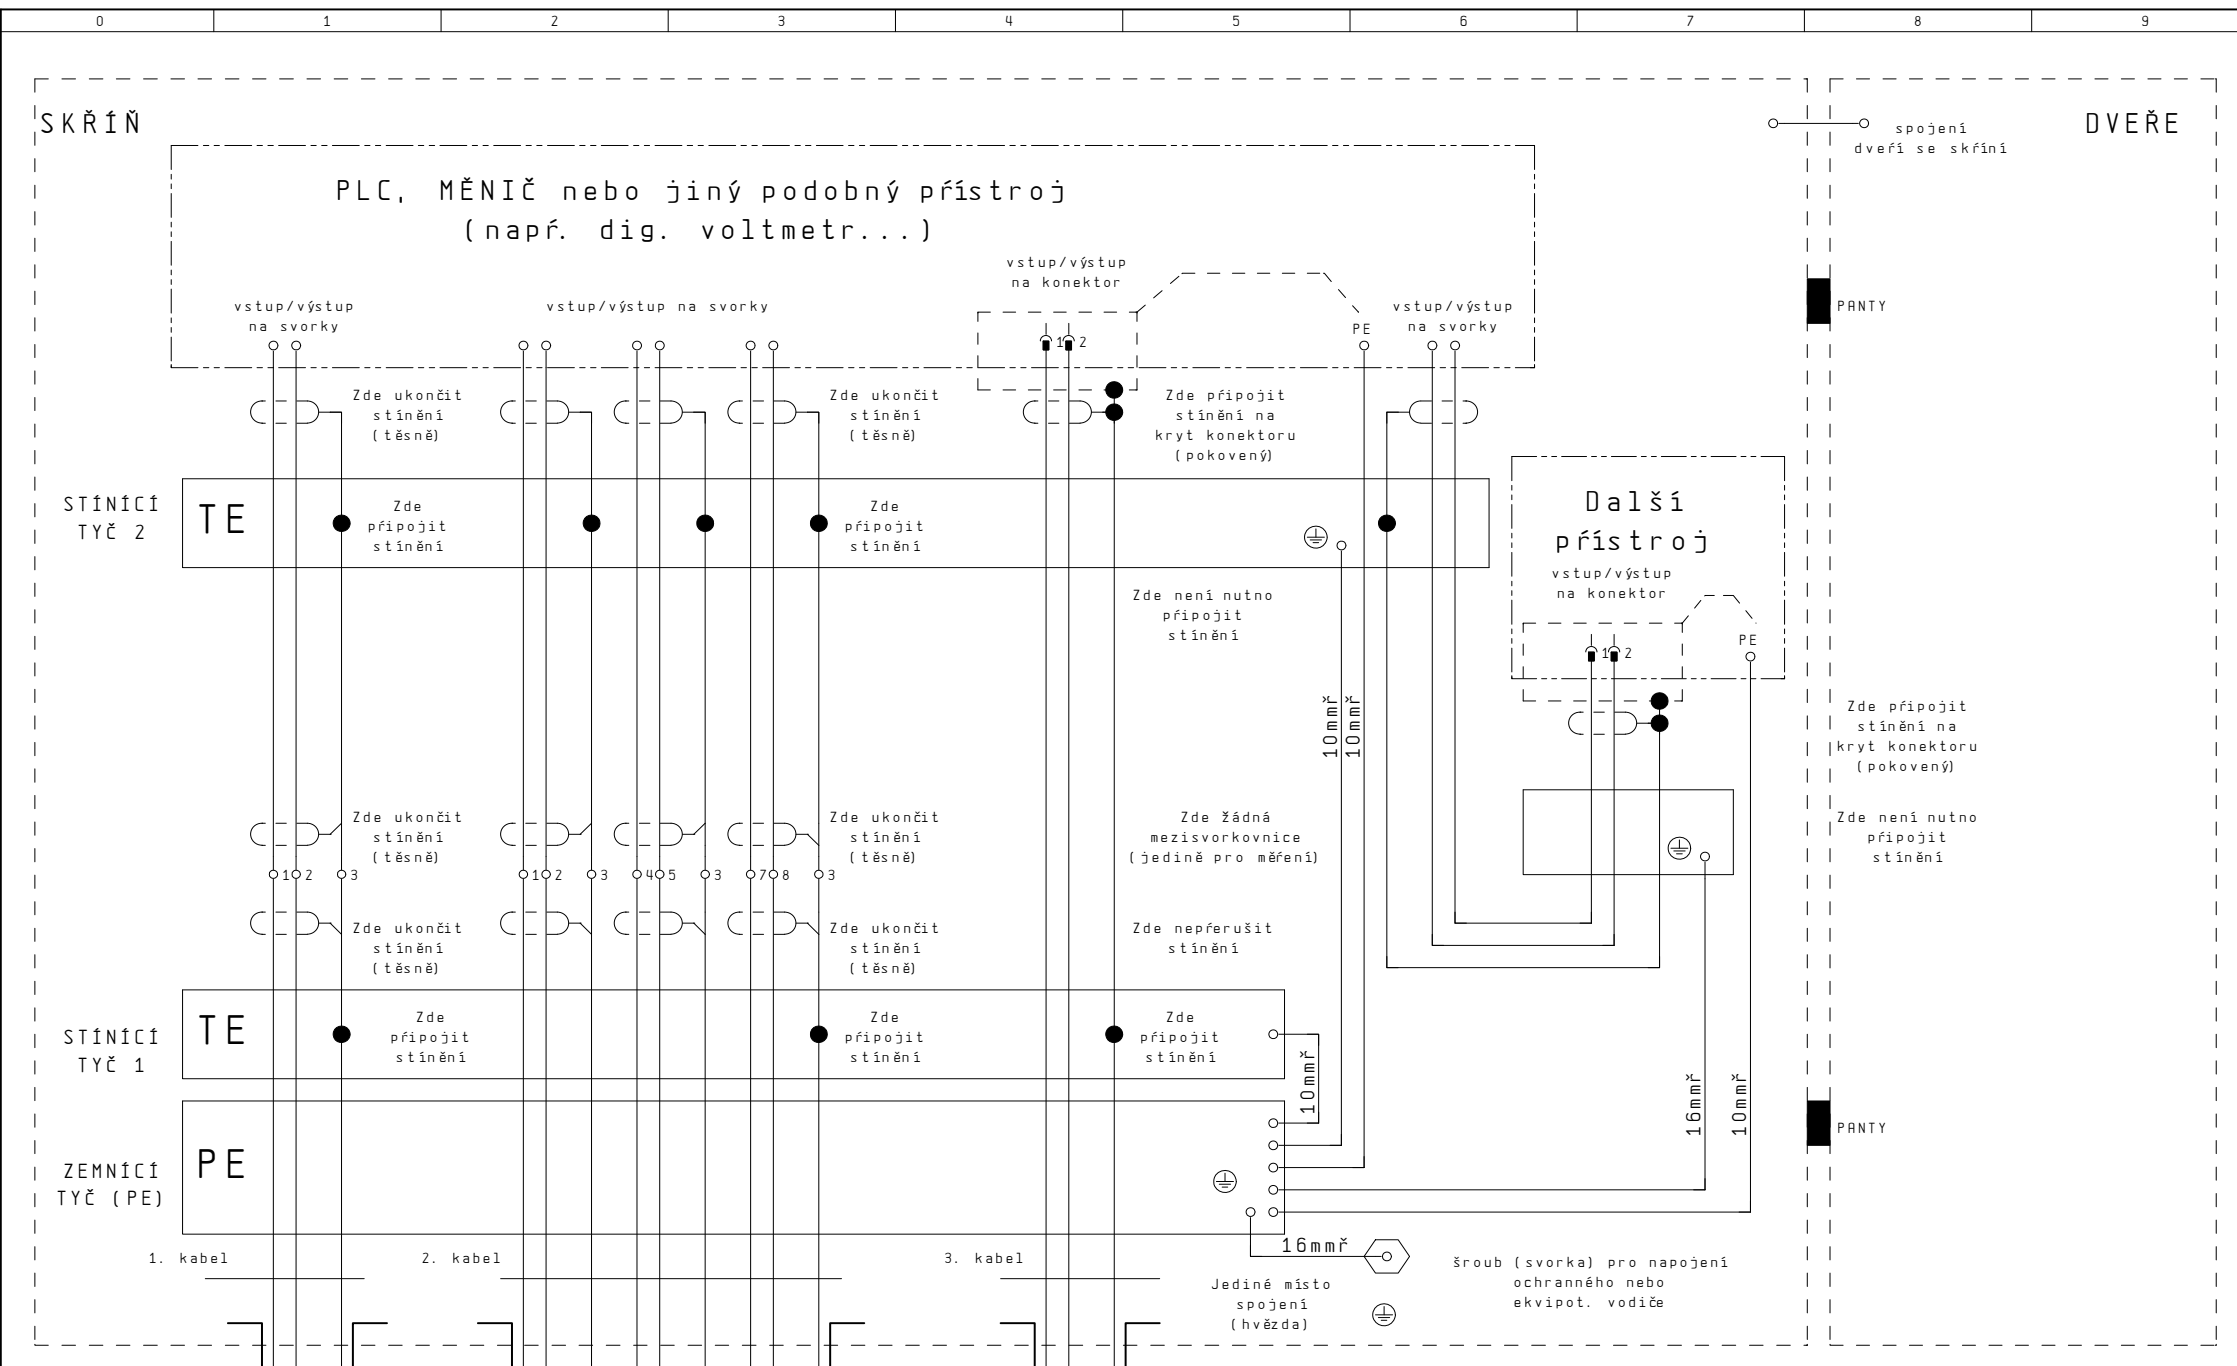 0 1 2 3 4 5 6 7 8 9
SKŘÍŇ
DVEŘE
spojení
dveří se skříní
PLC, MĚNIČ nebo jiný podobný přístroj
(např. dig. voltmetr...)
vstup/výstup
na svorky
vstup/výstup na svorky
vstup/výstup
na konektor
1 2
PE
vstup/výstup
na svorky
PANTY
Zde ukončit
stínění
(těsně)
Zde ukončit
stínění
(těsně)
Zde připojit
stínění na
kryt konektoru
(pokovený)
STÍNÍCÍ
TYČ 2
TE
Zde
připojit
stínění
Zde
připojit
stínění
Další
přístroj
vstup/výstup
na konektor
1 2
PE
Zde není nutno
připojit
stínění
10mmř
10mmř
Zde připojit
stínění na
kryt konektoru
(pokovený)
Zde ukončit
stínění
(těsně)
Zde ukončit
stínění
(těsně)
Zde žádná
mezisvorkovnice
(jedině pro měření)
Zde není nutno
připojit
stínění
1 2 3 1 2 3 4 5 3 7 8 3
Zde ukončit
stínění
(těsně)
Zde ukončit
stínění
(těsně)
Zde nepřerušit
stínění
STÍNÍCÍ
TYČ 1
TE
Zde
připojit
stínění
Zde
připojit
stínění
Zde
připojit
stínění
10mmř
16mmř
10mmř
PANTY
ZEMNÍCÍ
TYČ (PE)
PE
1. kabel
2. kabel
3. kabel
16mmř
Jediné místo
spojení
(hvězda)
šroub (svorka) pro napojení
ochranného nebo
ekvipot. vodiče